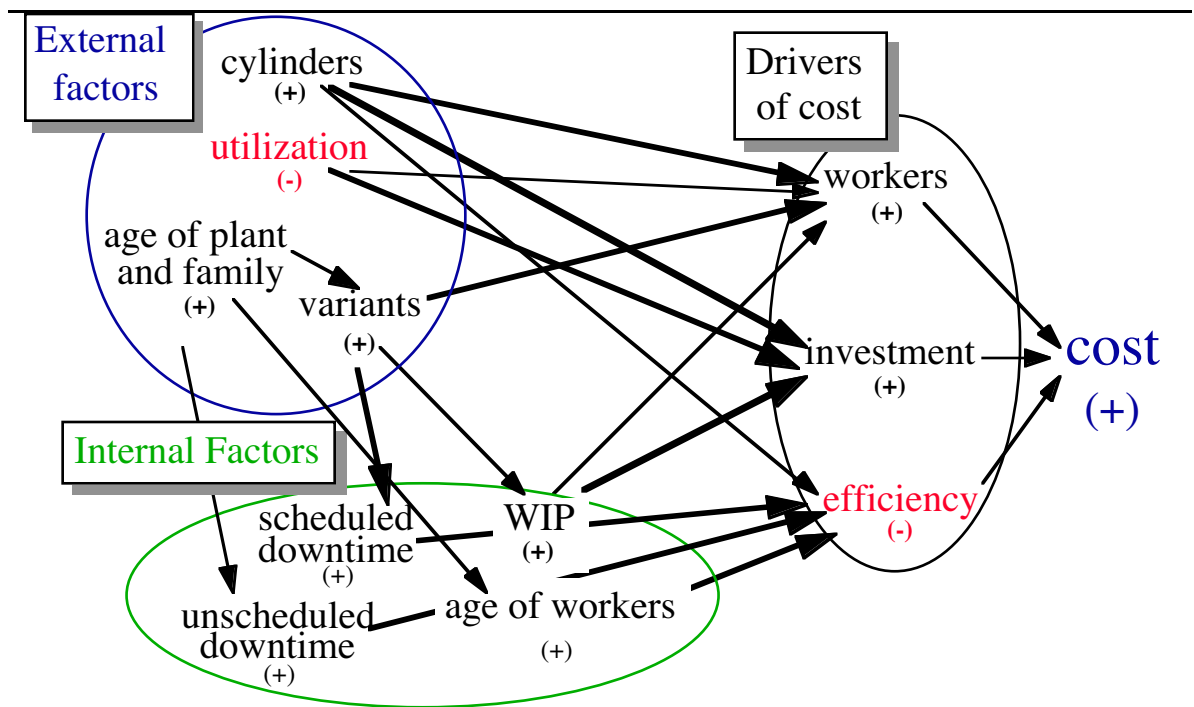 External
factors
cylinders
(+)
utilization
(-)
age of plant
and family
(+)
variants
(+)
Internal Factors
scheduled
downtime
(+)
unscheduled
downtime
(+)
WIP
(+)
age of workers
(+)
Drivers
of cost
workers
(+)
investment
(+)
efficiency
(-)
cost
(+)